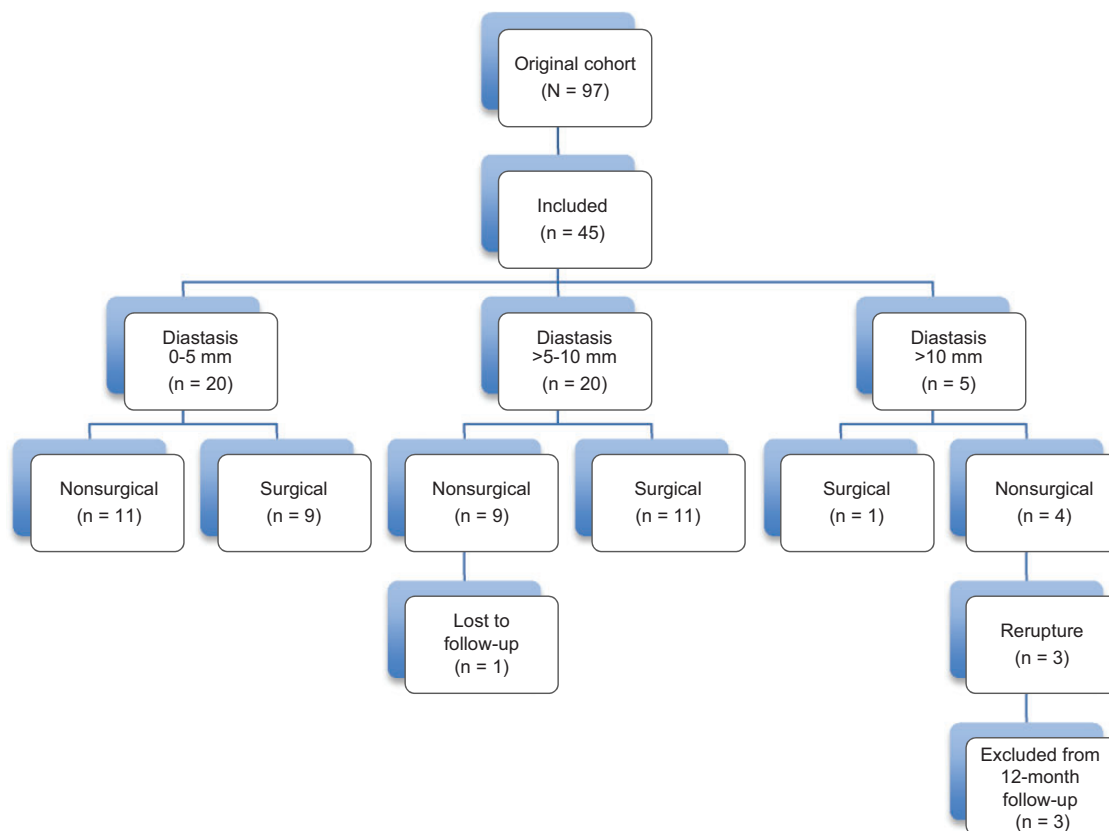 Original cohort
(N = 97)
Included
(n = 45)
Diastasis
0-5 mm
(n = 20)
Diastasis
>5-10 mm
(n = 20)
Diastasis
>10 mm
(n = 5)
Nonsurgical
(n = 11)
Surgical
(n = 9)
Nonsurgical
(n = 9)
Surgical
(n = 11)
Surgical
(n = 1)
Nonsurgical
(n = 4)
Lost to
follow-up
(n = 1)
Rerupture
(n = 3)
Excluded from
12-month
follow-up
(n = 3)